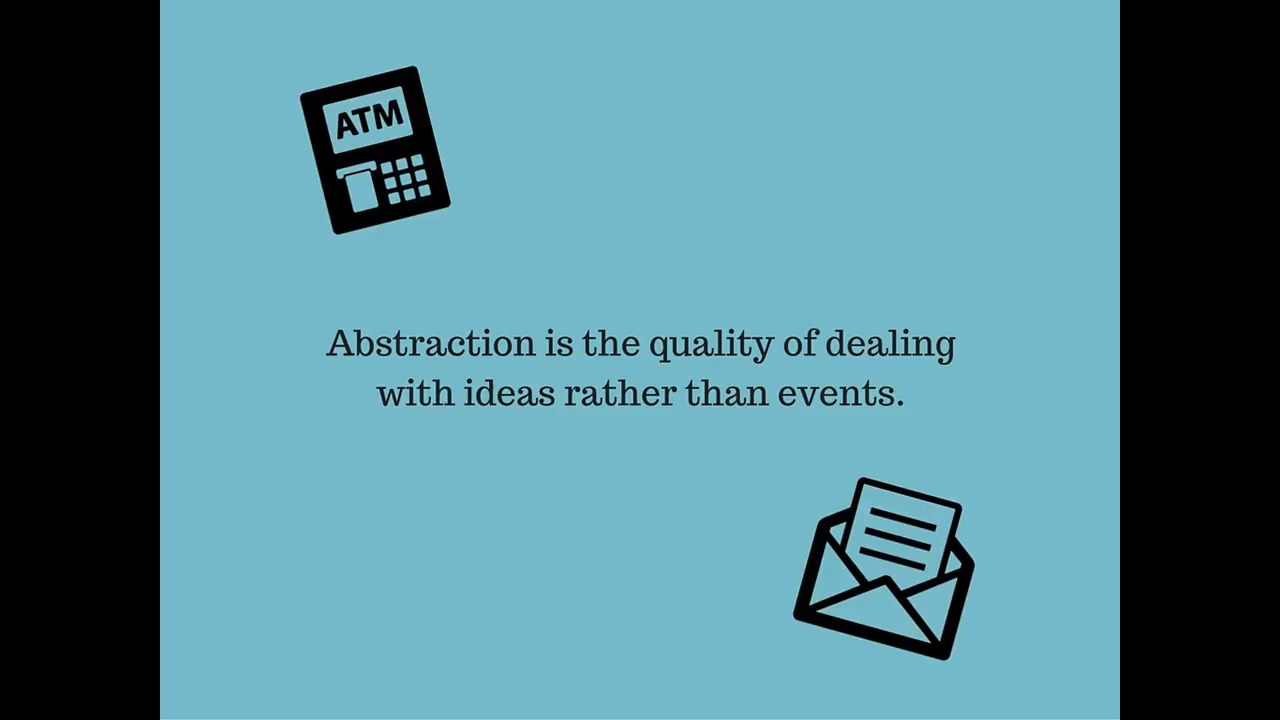 ATM
Abstraction is the quality of dealing
with ideas rather than events.